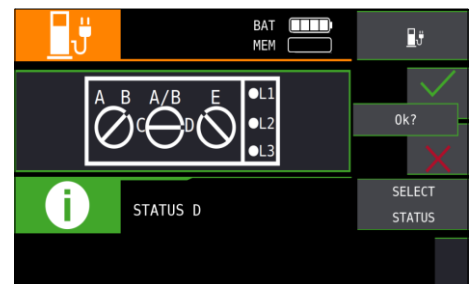 BAT
MEM
A B A/B E
C D
L1
L2
L3
Ok?
i
STATUS D
SELECT
STATUS